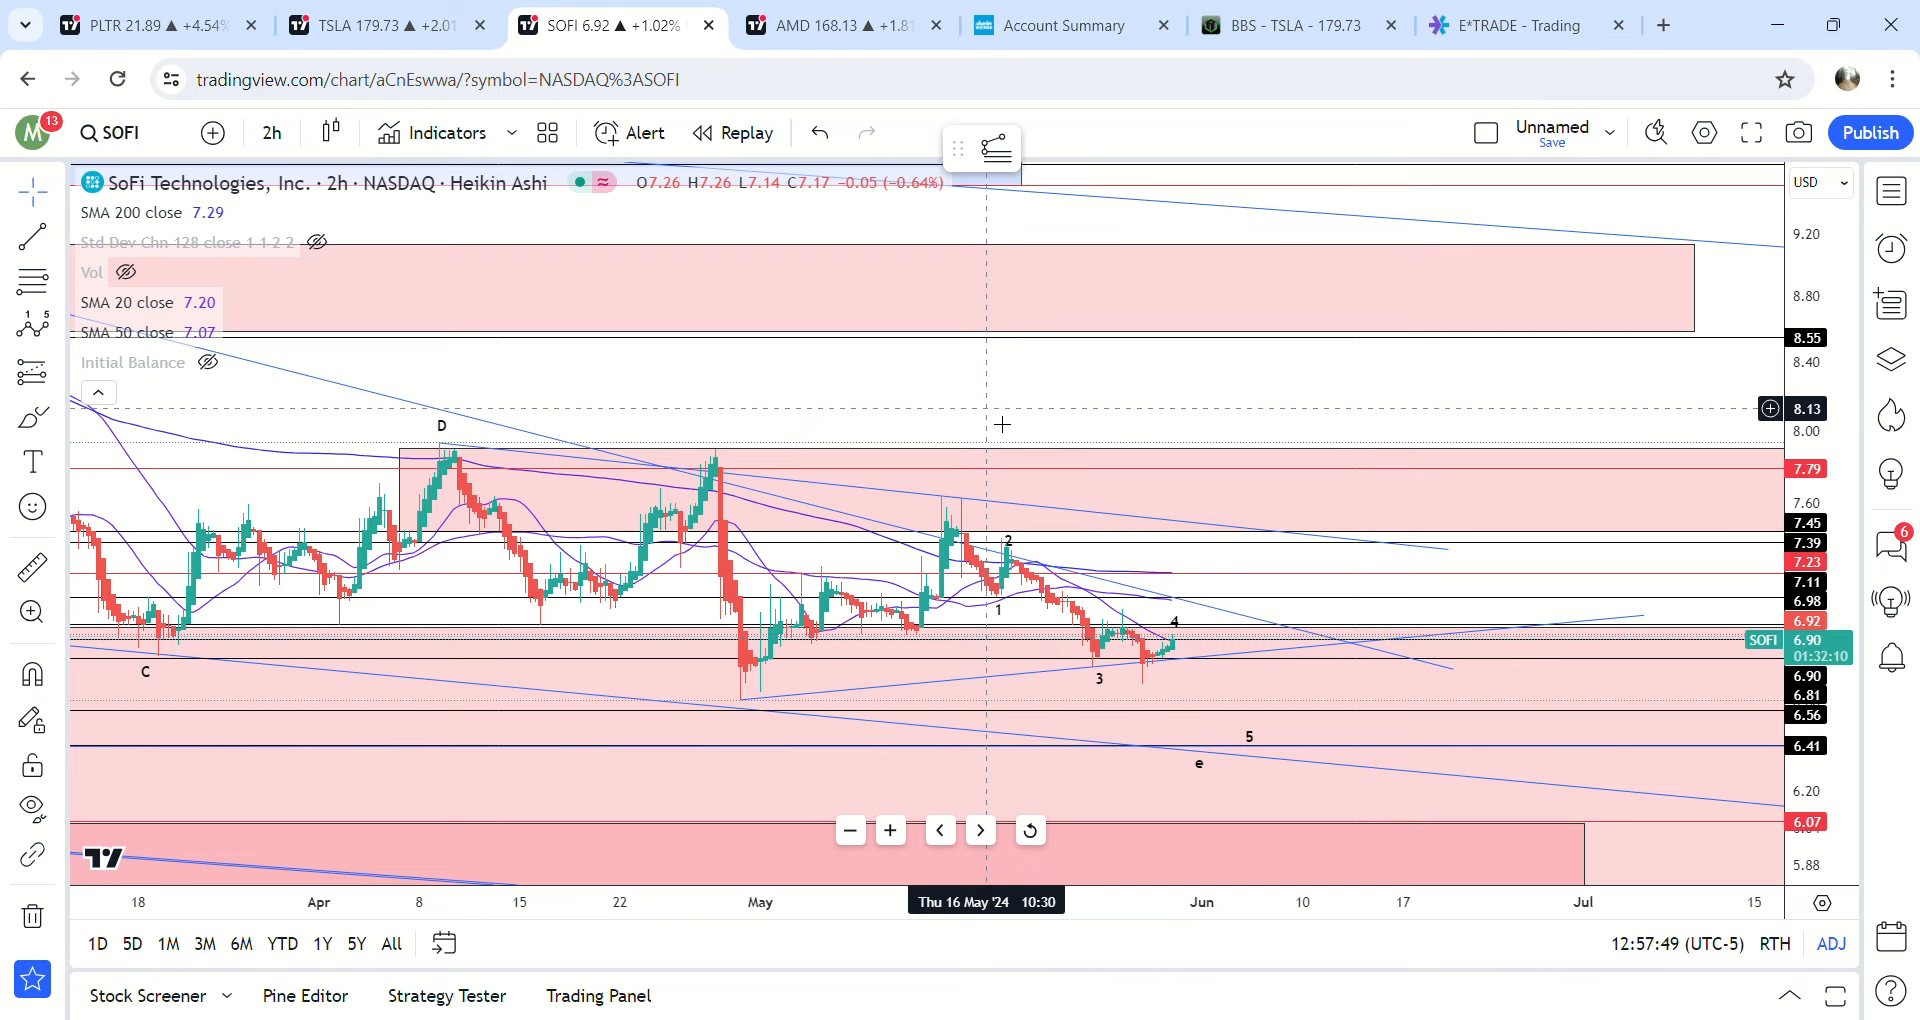 PLTR 21.89 ▲ +4.54%
TSLA 179.73 ▲ +2.01
SOFI 6.92 ▲ +1.02%
AMD 168.13 ▲ +1.81
Account Summary
BBS - TSLA - 179.73
E*TRADE - Trading
tradingview.com/chart/aCnEswwa/?symbol=NASDAQ%3ASOFI
M 13
SOFI
2h
Indicators
Alert
Replay
Unnamed
Save
Publish
SoFi Technologies, Inc. · 2h · NASDAQ · Heikin Ashi
O7.26 H7.26 L7.14 C7.17 −0.05 (−0.64%)
USD
SMA 200 close 7.29
Std Dev Chn 128 close 1 1 2 2
Vol
SMA 20 close 7.20
SMA 50 close 7.07
Initial Balance
9.20
8.80
8.55
8.40
8.13
8.00
7.79
7.60
7.45
7.39
7.23
7.11
6.98
6.92
SOFI 6.90
01:32:10
6.90
6.81
6.56
6.41
6.20
6.07
5.88
D
C
2
1
4
3
5
e
1 5
6
18
Apr
8
15
22
May
Thu 16 May '24 10:30
Jun
10
17
Jul
15
1D 5D 1M 3M 6M YTD 1Y 5Y All
12:57:49 (UTC-5) RTH ADJ
Stock Screener
Pine Editor
Strategy Tester
Trading Panel